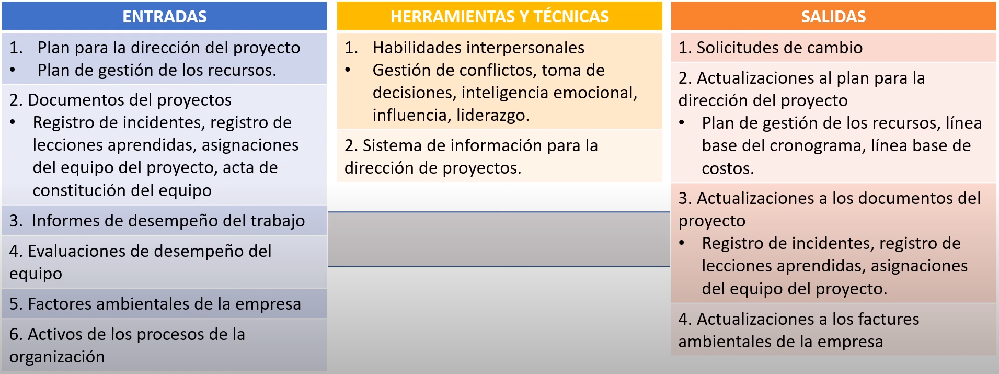 ENTRADAS
1. Plan para la dirección del proyecto
• Plan de gestión de los recursos.
2. Documentos del proyectos
• Registro de incidentes, registro de
lecciones aprendidas, asignaciones
del equipo del proyecto, acta de
constitución del equipo
3. Informes de desempeño del trabajo
4. Evaluaciones de desempeño del
equipo
5. Factores ambientales de la empresa
6. Activos de los procesos de la
organización
HERRAMIENTAS Y TÉCNICAS
1. Habilidades interpersonales
• Gestión de conflictos, toma de
decisiones, inteligencia emocional,
influencia, liderazgo.
2. Sistema de información para la
dirección de proyectos.
SALIDAS
1. Solicitudes de cambio
2. Actualizaciones al plan para la
dirección del proyecto
• Plan de gestión de los recursos, línea
base del cronograma, línea base de
costos.
3. Actualizaciones a los documentos del
proyecto
• Registro de incidentes, registro de
lecciones aprendidas, asignaciones
del equipo del proyecto.
4. Actualizaciones a los factures
ambientales de la empresa